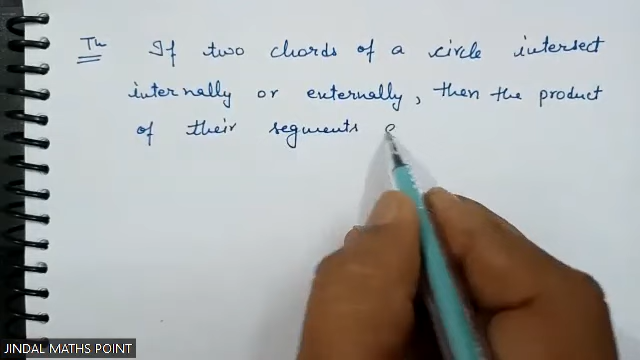 Th If two chords of a circle intersect
internally or externally, then the product
of their segments
JINDAL MATHS POINT